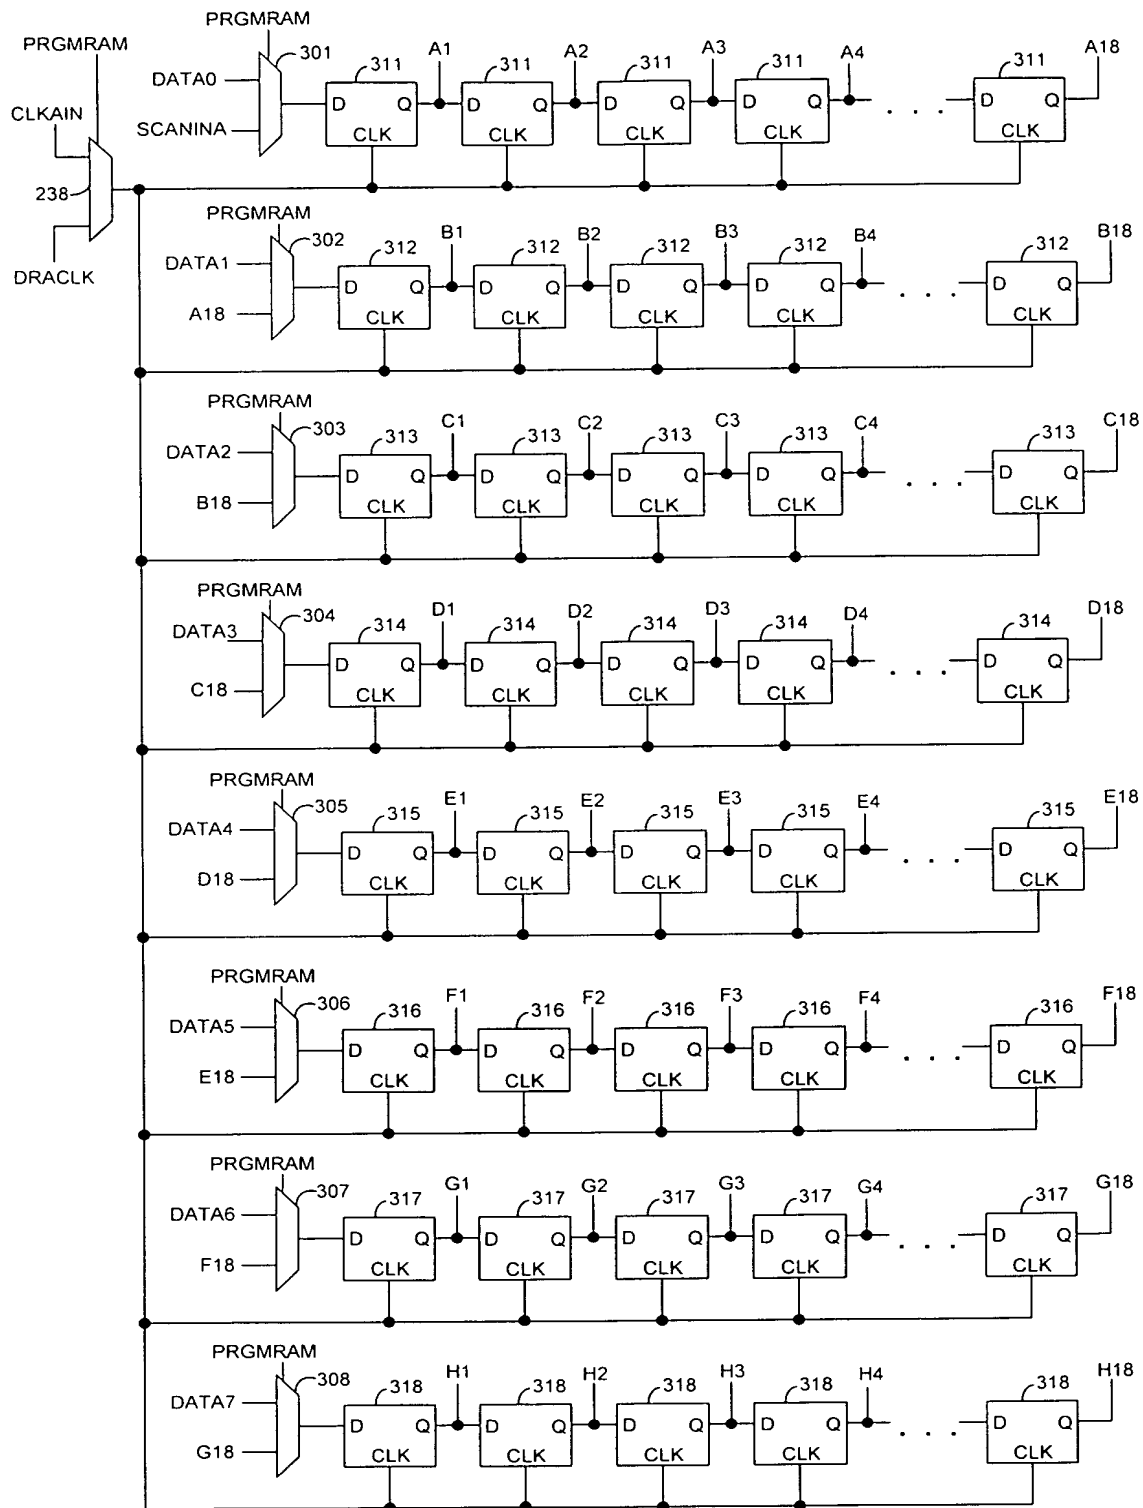 PRGMRAM
PRGMRAM
301
DATA0
SCANINA
CLKAIN
238
DRACLK
311 A1 311 A2 311 A3 311 A4 311 A18
D Q D Q D Q D Q . . . D Q
CLK CLK CLK CLK CLK
PRGMRAM
302
DATA1
A18
312 B1 312 B2 312 B3 312 B4 312 B18
D Q D Q D Q D Q . . . D Q
CLK CLK CLK CLK CLK
PRGMRAM
303
DATA2
B18
313 C1 313 C2 313 C3 313 C4 313 C18
D Q D Q D Q D Q . . . D Q
CLK CLK CLK CLK CLK
PRGMRAM
304
DATA3
C18
314 D1 314 D2 314 D3 314 D4 314 D18
D Q D Q D Q D Q . . . D Q
CLK CLK CLK CLK CLK
PRGMRAM
305
DATA4
D18
315 E1 315 E2 315 E3 315 E4 315 E18
D Q D Q D Q D Q . . . D Q
CLK CLK CLK CLK CLK
PRGMRAM
306
DATA5
E18
316 F1 316 F2 316 F3 316 F4 316 F18
D Q D Q D Q D Q . . . D Q
CLK CLK CLK CLK CLK
PRGMRAM
307
DATA6
F18
317 G1 317 G2 317 G3 317 G4 317 G18
D Q D Q D Q D Q . . . D Q
CLK CLK CLK CLK CLK
PRGMRAM
308
DATA7
G18
318 H1 318 H2 318 H3 318 H4 318 H18
D Q D Q D Q D Q . . . D Q
CLK CLK CLK CLK CLK